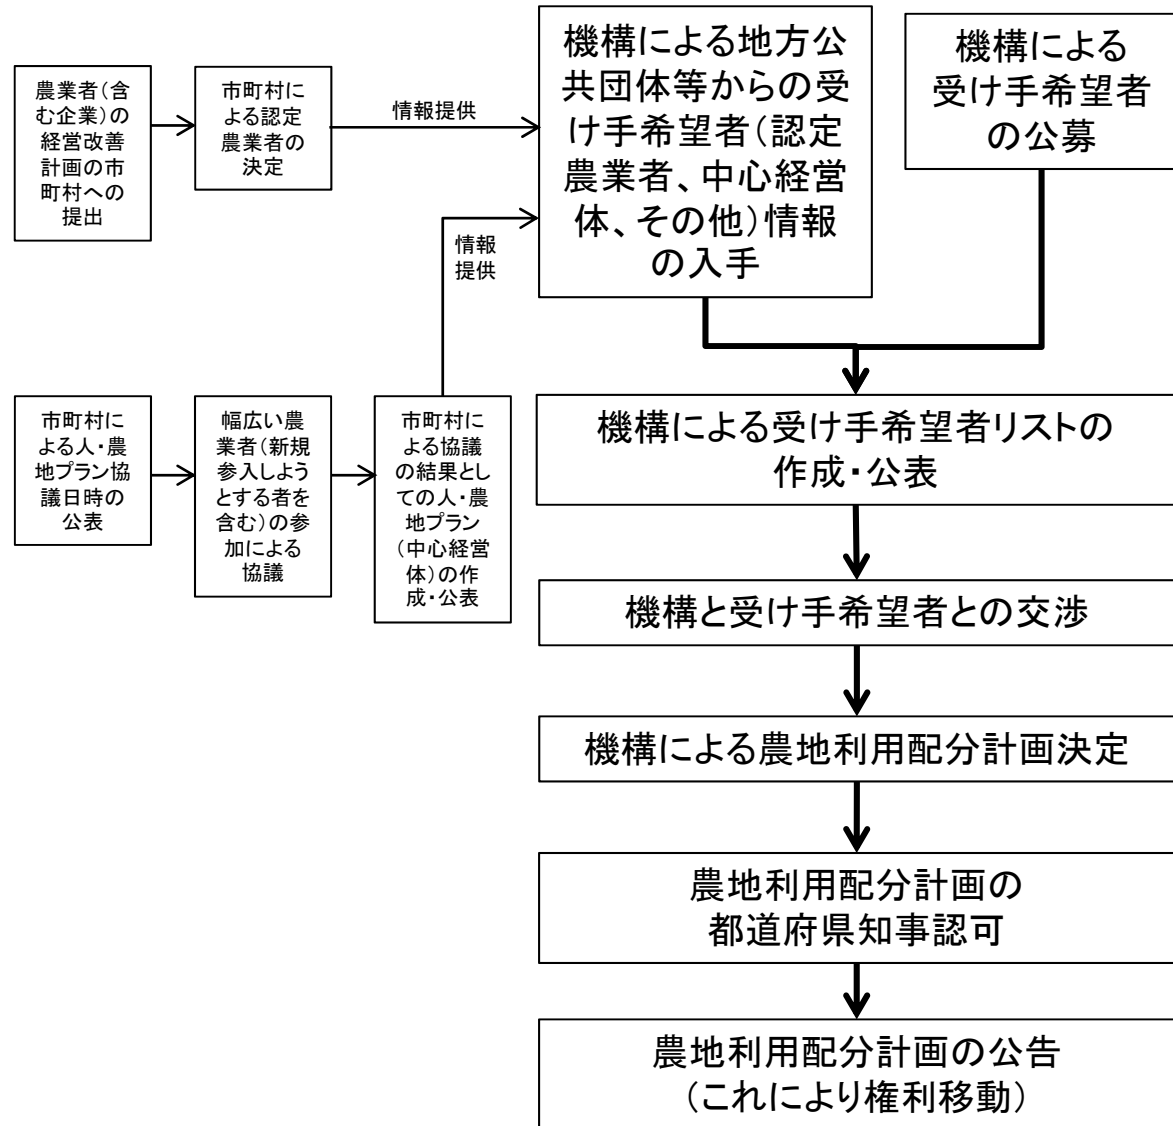 農業者（含
む企業）の
経営改善
計画の市
町村への
提出
市町村に
よる認定
農業者の
決定
情報提供
機構による地方公
共団体等からの受
け手希望者（認定
農業者、中心経営
体、その他）情報
の入手
機構による
受け手希望者
の公募
情報
提供
市町村に
よる人・農
地プラン協
議日時の
公表
幅広い農
業者（新規
参入しよう
とする者を
含む）の参
加による
協議
市町村に
よる協議
の結果とし
ての人・農
地プラン
（中心経営
体）の作
成・公表
機構による受け手希望者リストの
作成・公表
機構と受け手希望者との交渉
機構による農地利用配分計画決定
農地利用配分計画の
都道府県知事認可
農地利用配分計画の公告
（これにより権利移動）